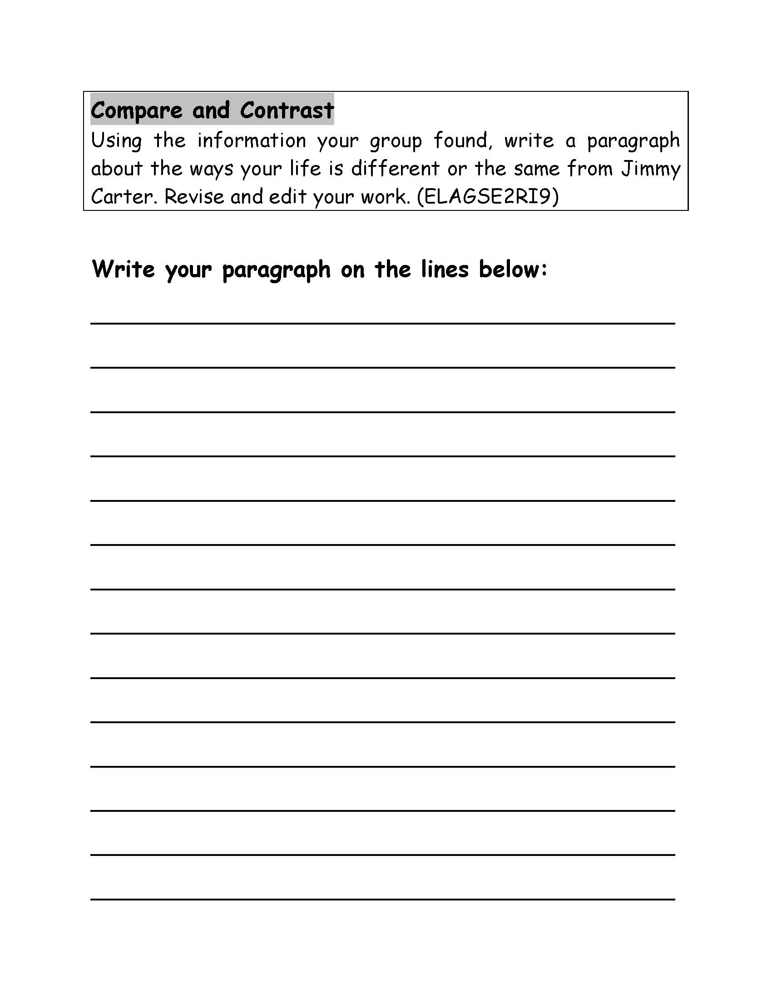 Compare and Contrast
Using the information your group found, write a paragraph
about the ways your life is different or the same from Jimmy
Carter. Revise and edit your work. (ELAGSE2RI9)
Write your paragraph on the lines below: